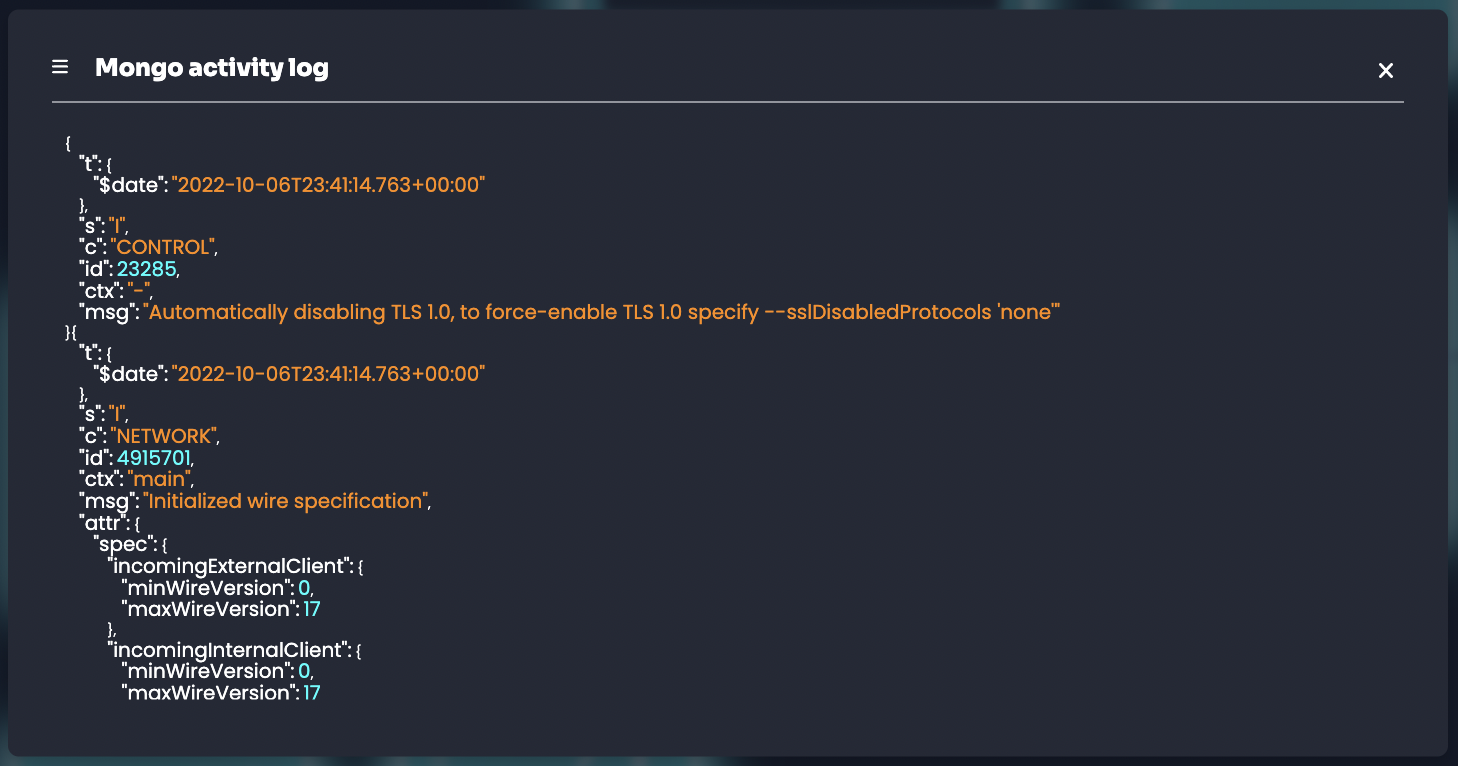 Mongo activity log
{
"t": {
"$date": "2022-10-06T23:41:14.763+00:00"
},
"s": "I",
"c": "CONTROL",
"id": 23285,
"ctx": "-",
"msg": "Automatically disabling TLS 1.0, to force-enable TLS 1.0 specify --sslDisabledProtocols 'none'"
}{
"t": {
"$date": "2022-10-06T23:41:14.763+00:00"
},
"s": "I",
"c": "NETWORK",
"id": 4915701,
"ctx": "main",
"msg": "Initialized wire specification",
"attr": {
"spec": {
"incomingExternalClient": {
"minWireVersion": 0,
"maxWireVersion": 17
},
"incomingInternalClient": {
"minWireVersion": 0,
"maxWireVersion": 17